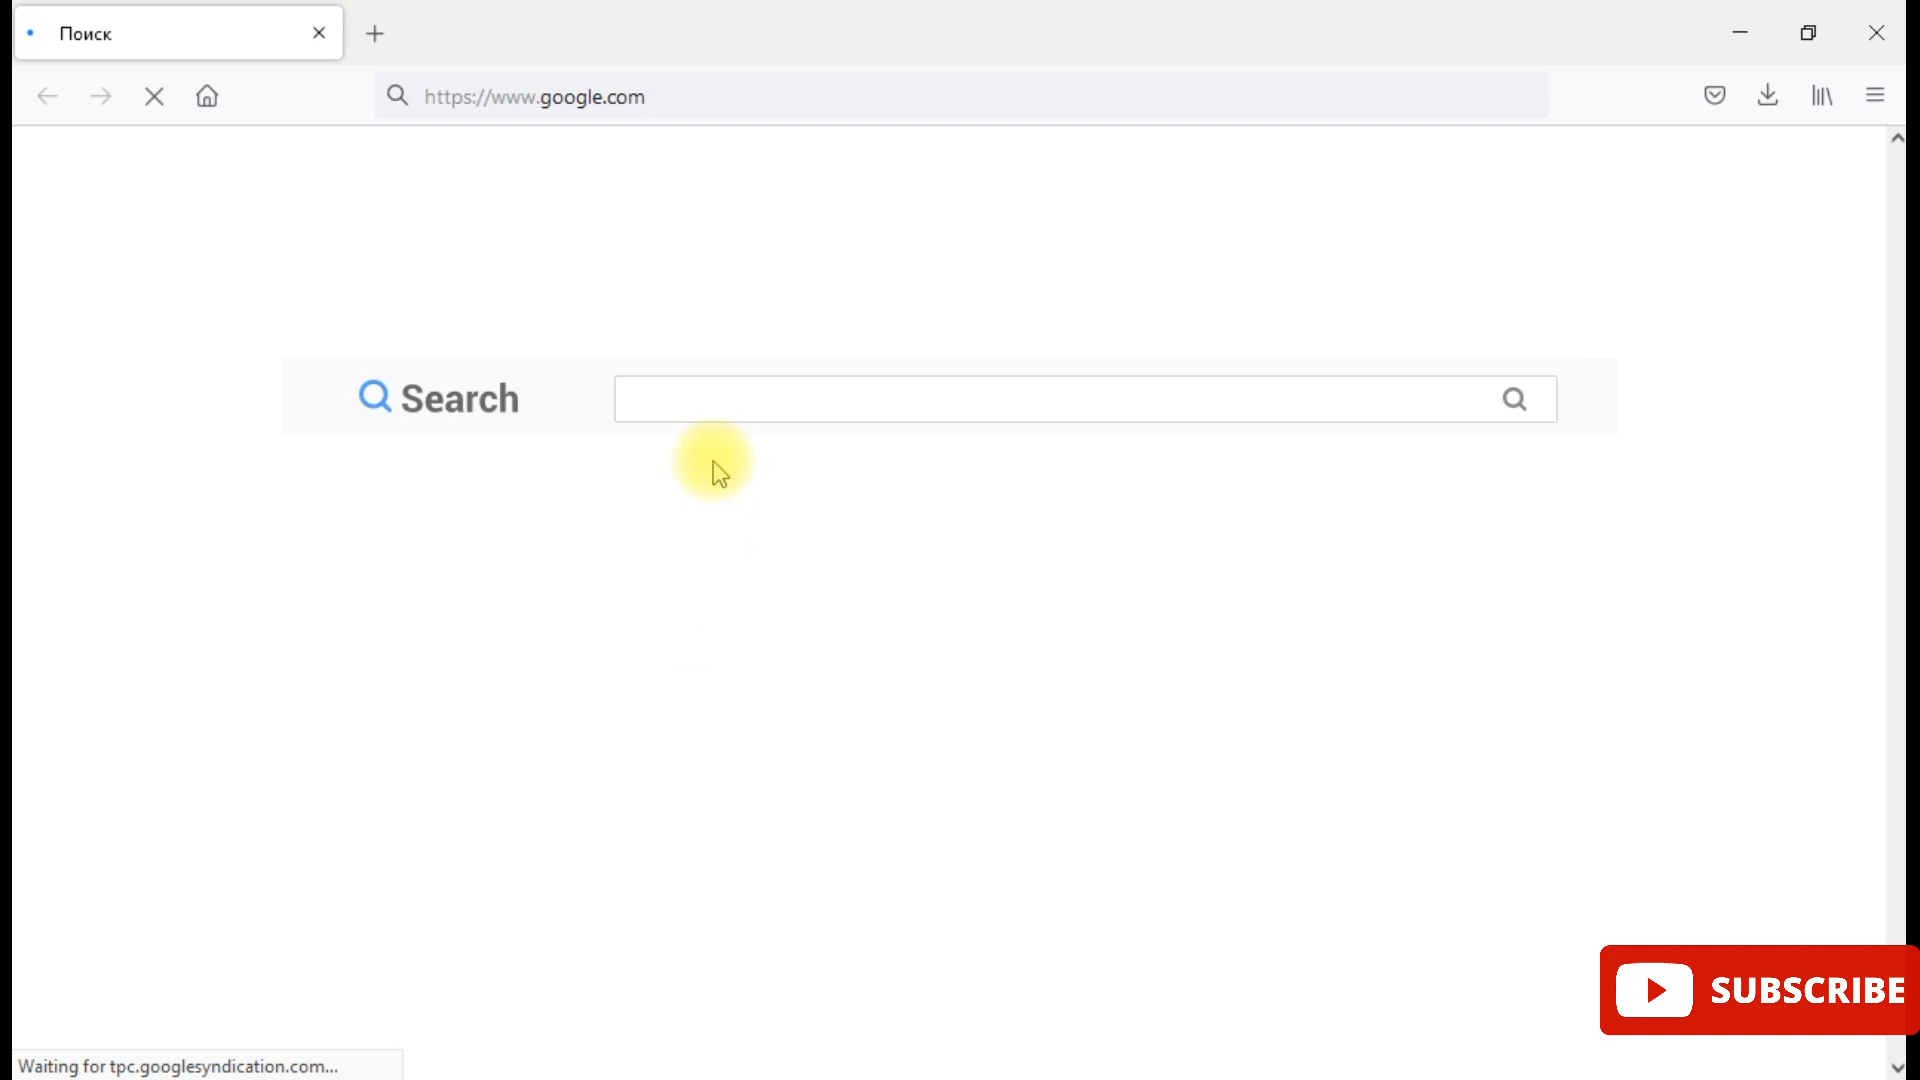 Поиск
https://www.google.com
Search
SUBSCRIBE
Waiting for tpc.googlesyndication.com...